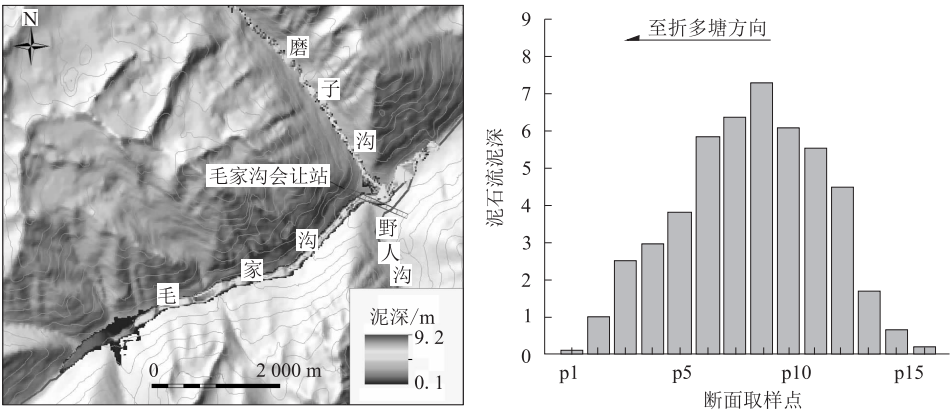 N
磨
子
沟
毛家沟会让站
野
人
沟
沟
家
毛
泥深/m
9.2
0.1
0
2 000 m
9
8
7
6
5
4
3
2
1
0
泥石流泥深
至折多塘方向
p1
p5
p10
p15
断面取样点